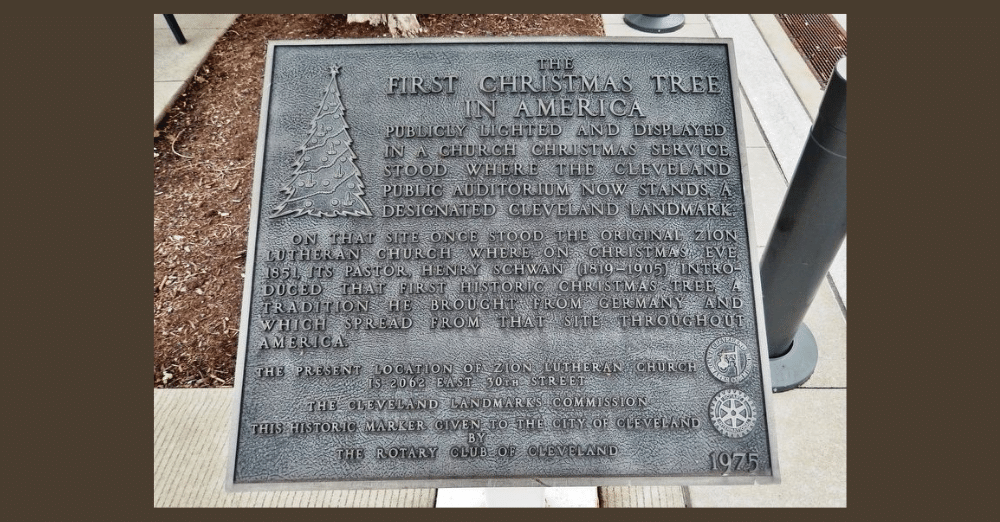 THE
FIRST CHRISTMAS TREE
IN AMERICA
PUBLICLY LIGHTED AND DISPLAYED
IN A CHURCH CHRISTMAS SERVICE
STOOD WHERE THE CLEVELAND
PUBLIC AUDITORIUM NOW STANDS, A
DESIGNATED CLEVELAND LANDMARK.
ON THAT SITE ONCE STOOD THE ORIGINAL ZION
LUTHERAN CHURCH WHERE ON CHRISTMAS EVE,
1851, ITS PASTOR, HENRY SCHWAN (1819-1905) INTRO-
DUCED THAT FIRST HISTORIC CHRISTMAS TREE, A
TRADITION HE BROUGHT FROM GERMANY AND
WHICH SPREAD FROM THAT SITE THROUGHOUT
AMERICA.
THE PRESENT LOCATION OF ZION LUTHERAN CHURCH
IS 2062 EAST 30TH STREET
THE CLEVELAND LANDMARKS COMMISSION
THIS HISTORIC MARKER GIVEN TO THE CITY OF CLEVELAND
BY
THE ROTARY CLUB OF CLEVELAND
1975